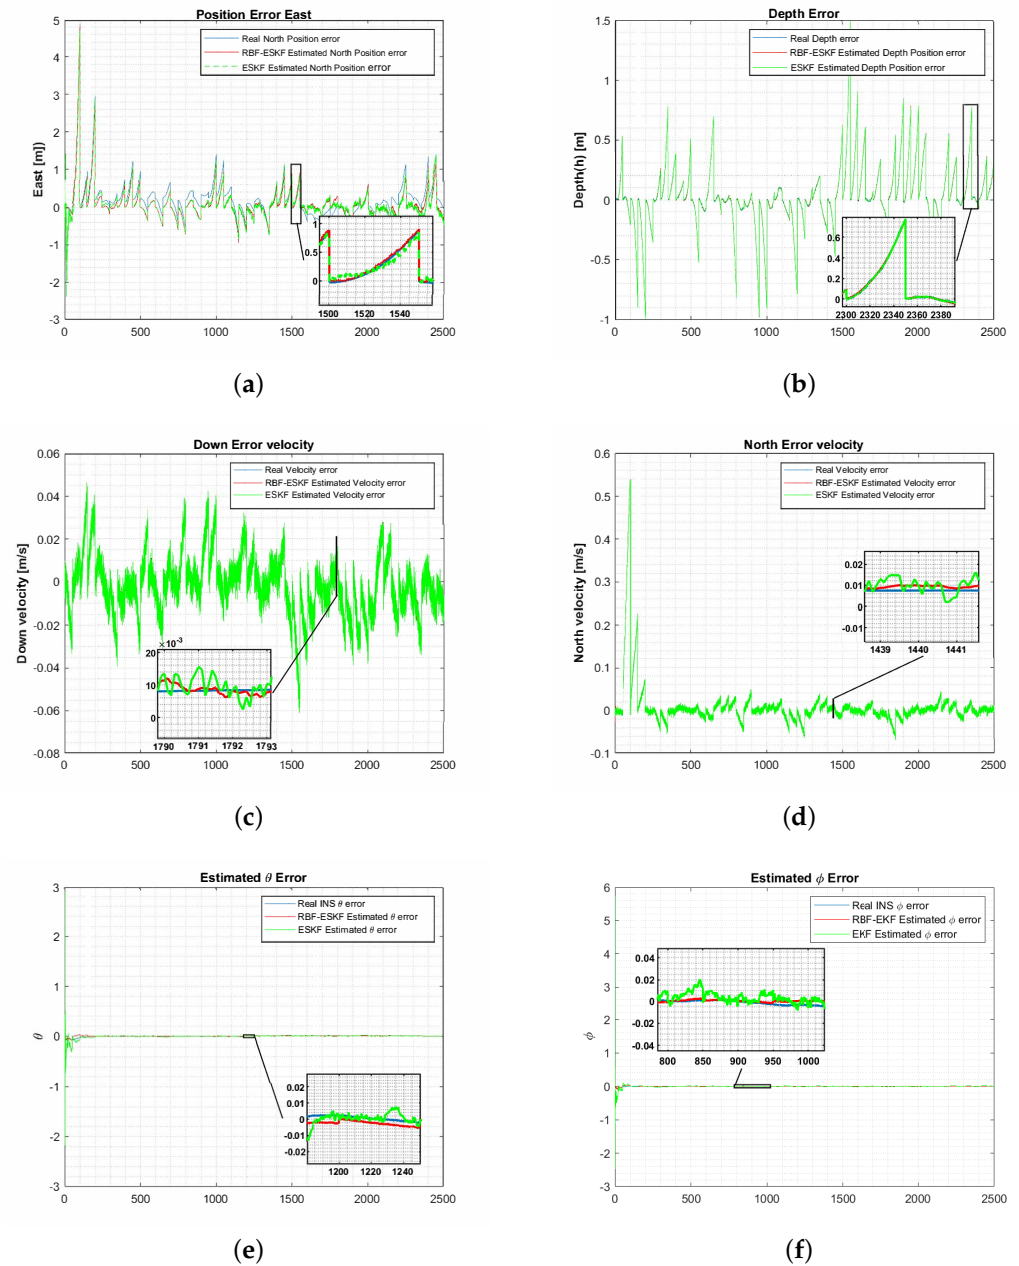 Position Error East
Real North Position error
RBF-ESKF Estimated North Position error
ESKF Estimated North Position error
East [m])
5
4
3
2
1
0
-1
-2
-3
0 500 1000 1500 2000 2500
1
0.5
0
1500 1520 1540
(a)
Depth Error
Real Depth error
RBF-ESKF Estimated Depth Position error
ESKF Estimated Depth Position error
Depth(h) [m]
1.5
1
0.5
0
-0.5
-1
0 500 1000 1500 2000 2500
0.6
0.4
0.2
0
2300 2320 2340 2360 2380
(b)
Down Error velocity
Real Velocity error
RBF-ESKF Estimated Velocity error
ESKF Estimated Velocity error
Down velocity [m/s]
0.06
0.04
0.02
0
-0.02
-0.04
-0.06
-0.08
0 500 1000 1500 2000 2500
×10⁻³
20
10
0
1790 1791 1792 1793
(c)
North Error velocity
Real Velocity error
RBF-ESKF Estimated Velocity error
ESKF Estimated Velocity error
North velocity [m/s]
0.6
0.5
0.4
0.3
0.2
0.1
0
-0.1
0 500 1000 1500 2000 2500
0.02
0.01
0
-0.01
1439 1440 1441
(d)
Estimated θ Error
Real INS θ error
RBF-ESKF Estimated θ error
ESKF Estimated θ error
θ
3
2
1
0
-1
-2
-3
0 500 1000 1500 2000 2500
0.02
0.01
0
-0.01
-0.02
1200 1220 1240
(e)
Estimated ϕ Error
Real INS ϕ error
RBF-EKF Estimated ϕ error
EKF Estimated ϕ error
ϕ
6
5
4
3
2
1
0
-1
-2
-3
0 500 1000 1500 2000 2500
0.04
0.02
0
-0.02
-0.04
800 850 900 950 1000
(f)